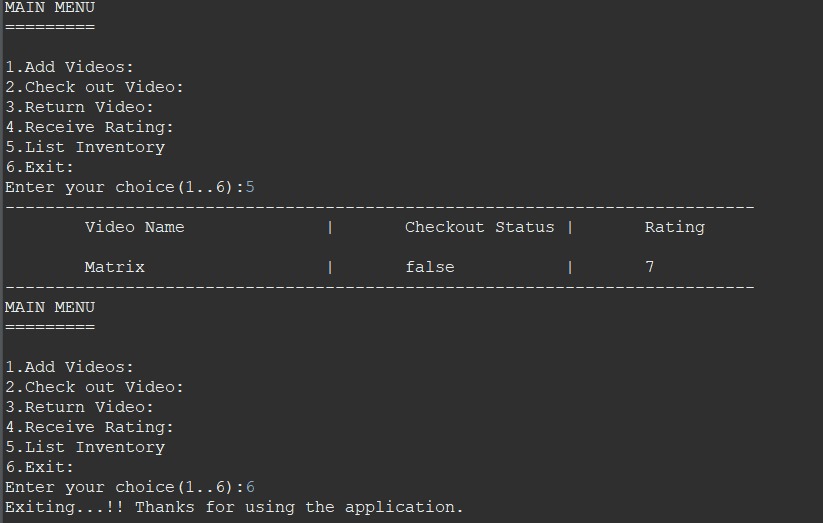 MAIN MENU
=========
1.Add Videos:
2.Check out Video:
3.Return Video:
4.Receive Rating:
5.List Inventory
6.Exit:
Enter your choice(1..6):5
---------------------------------------------------------------------------
Video Name | Checkout Status | Rating
Matrix | false | 7
---------------------------------------------------------------------------
MAIN MENU
=========
1.Add Videos:
2.Check out Video:
3.Return Video:
4.Receive Rating:
5.List Inventory
6.Exit:
Enter your choice(1..6):6
Exiting...!! Thanks for using the application.